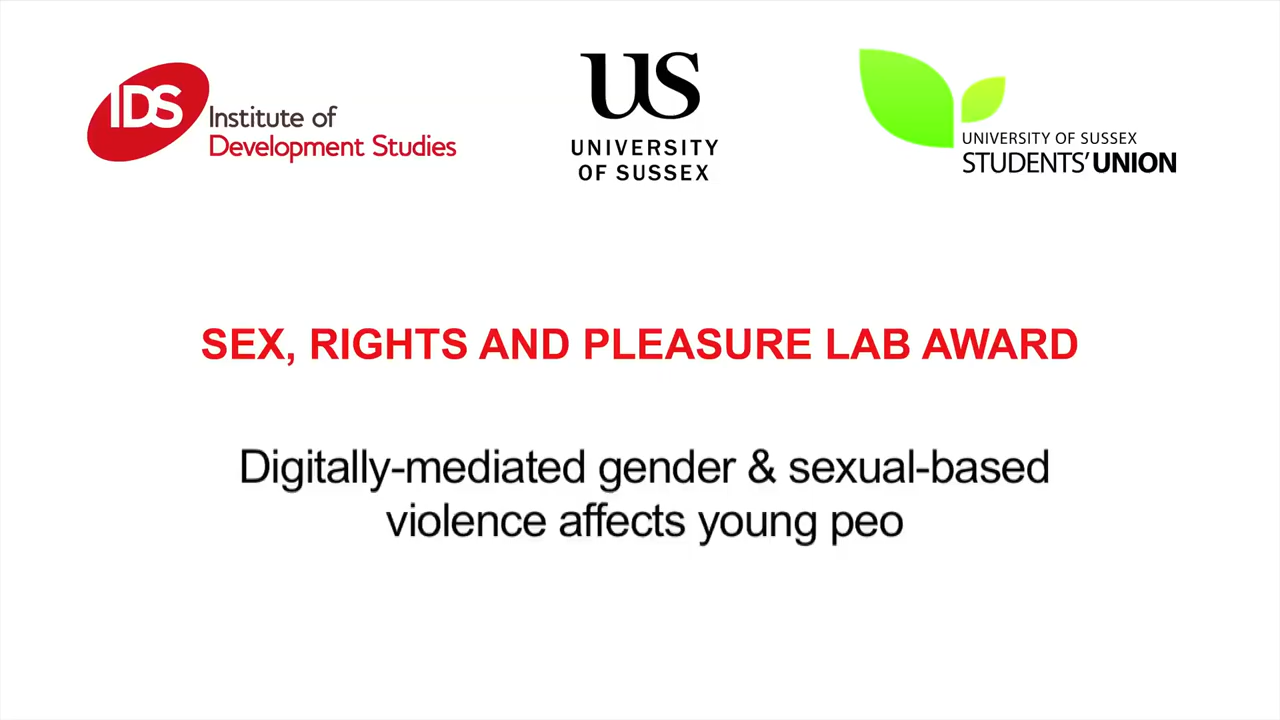 IDS
Institute of
Development Studies
US
UNIVERSITY
OF SUSSEX
UNIVERSITY OF SUSSEX
STUDENTS'UNION
SEX, RIGHTS AND PLEASURE LAB AWARD
Digitally-mediated gender & sexual-based
violence affects young peo